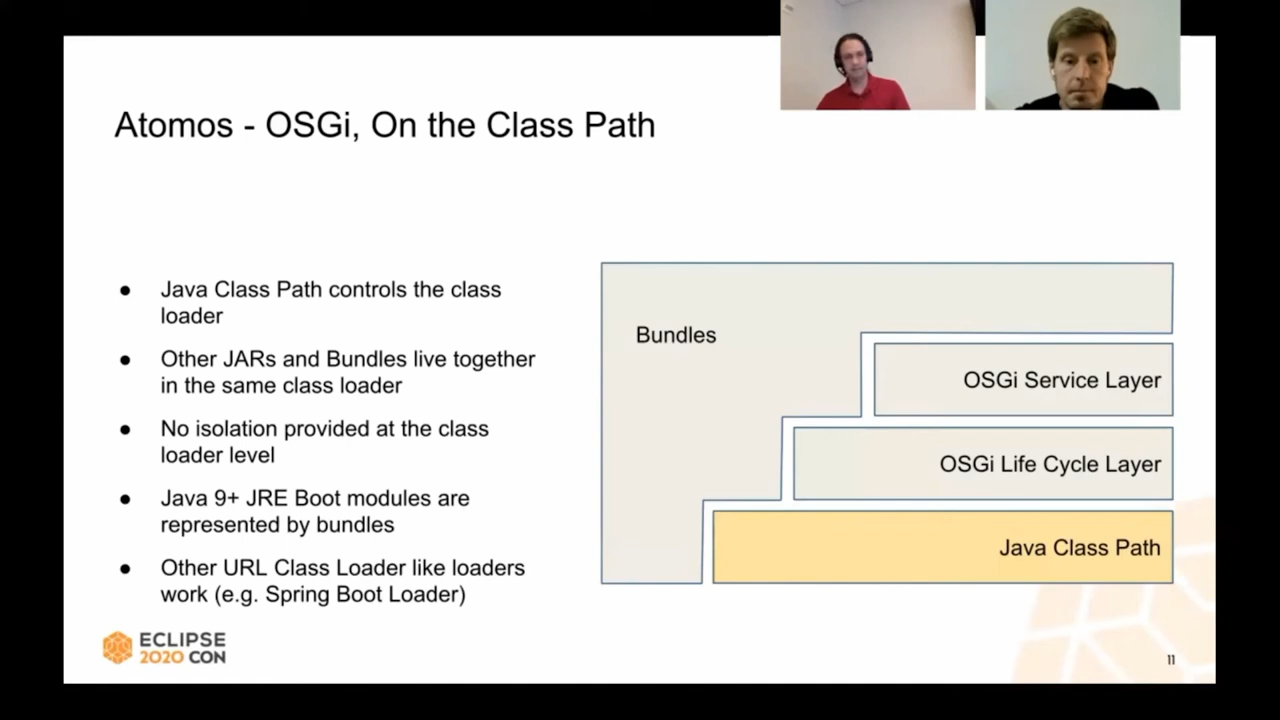 Atomos - OSGi, On the Class Path
● Java Class Path controls the class
loader
● Other JARs and Bundles live together
in the same class loader
● No isolation provided at the class
loader level
● Java 9+ JRE Boot modules are
represented by bundles
● Other URL Class Loader like loaders
work (e.g. Spring Boot Loader)
Bundles
OSGi Service Layer
OSGi Life Cycle Layer
Java Class Path
ECLIPSE
2020 CON
11